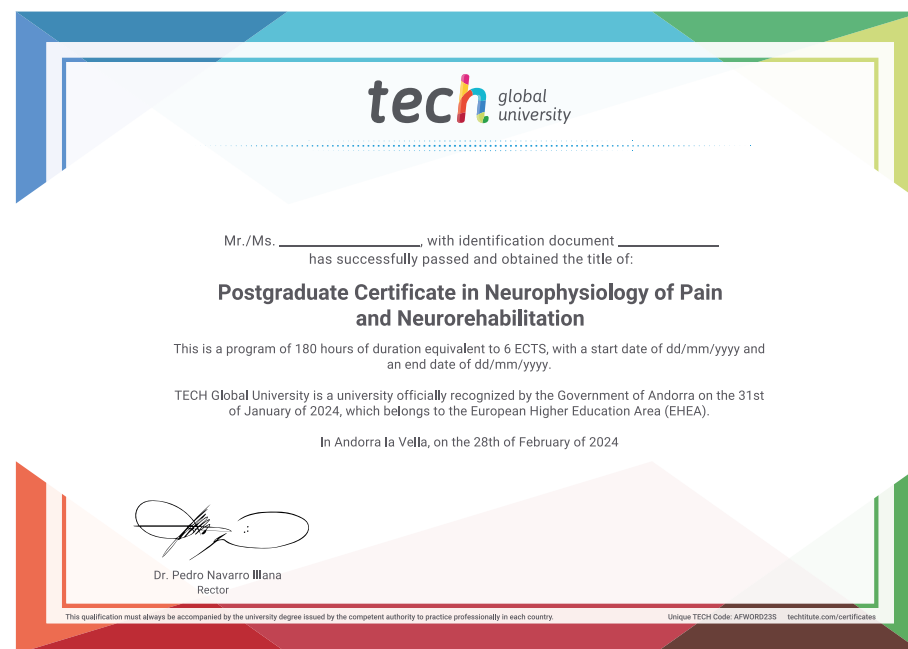 tech global university
Mr./Ms. ____________________, with identification document ______________
has successfully passed and obtained the title of:
Postgraduate Certificate in Neurophysiology of Pain
and Neurorehabilitation
This is a program of 180 hours of duration equivalent to 6 ECTS, with a start date of dd/mm/yyyy and
an end date of dd/mm/yyyy.
TECH Global University is a university officially recognized by the Government of Andorra on the 31st
of January of 2024, which belongs to the European Higher Education Area (EHEA).
In Andorra la Vella, on the 28th of February of 2024
Dr. Pedro Navarro Illana
Rector
This qualification must always be accompanied by the university degree issued by the competent authority to practice professionally in each country. Unique TECH Code: AFWORD23S techtitute.com/certificates